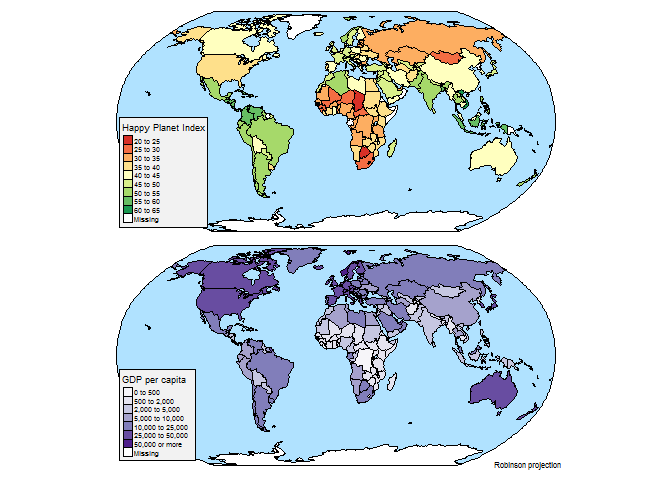 Happy Planet Index
20 to 25
25 to 30
30 to 35
35 to 40
40 to 45
45 to 50
50 to 55
55 to 60
60 to 65
Missing
GDP per capita
0 to 500
500 to 2,000
2,000 to 5,000
5,000 to 10,000
10,000 to 25,000
25,000 to 50,000
50,000 or more
Missing
Robinson projection